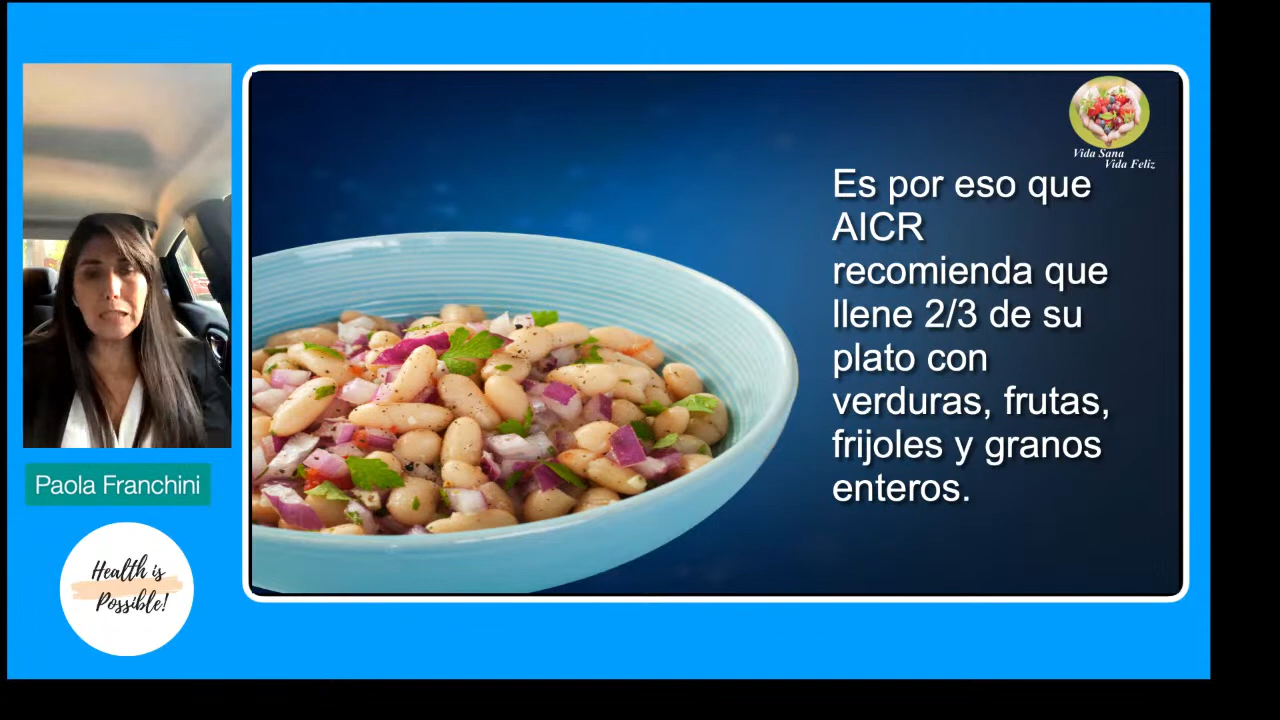 Vida Sana
Vida Feliz
Es por eso que
AICR
recomienda que
llene 2/3 de su
plato con
verduras, frutas,
frijoles y granos
enteros.
Paola Franchini
Health is
Possible!